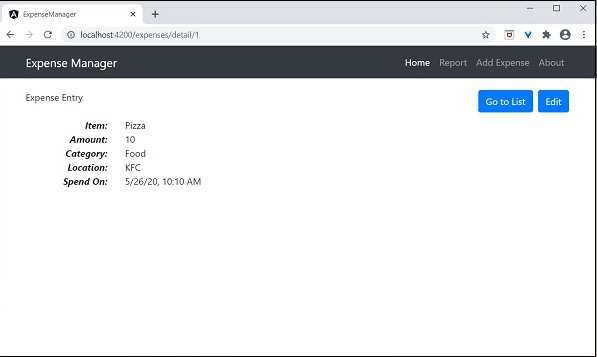 ExpenseManager
localhost:4200/expenses/detail/1
Expense Manager Home Report Add Expense About
Expense Entry Go to List Edit
Item: Pizza
Amount: 10
Category: Food
Location: KFC
Spend On: 5/26/20, 10:10 AM